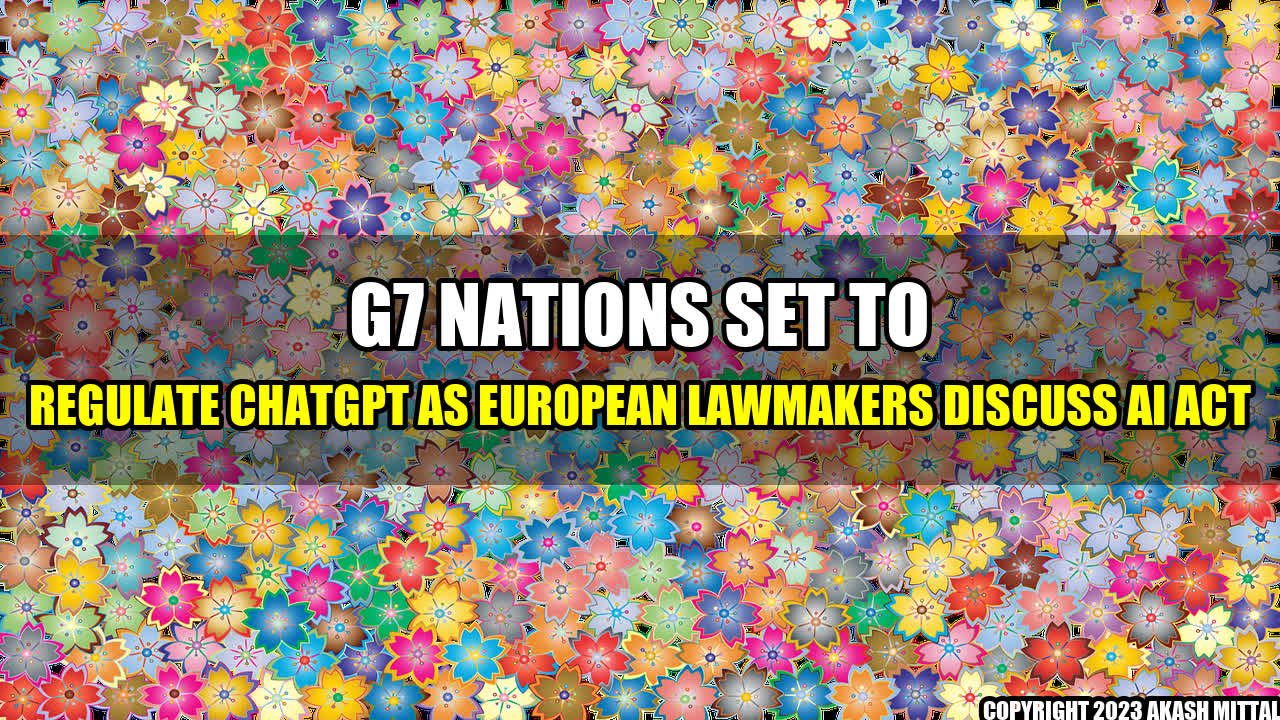 G7 NATIONS SET TO
REGULATE CHATGPT AS EUROPEAN LAWMAKERS DISCUSS AI ACT
COPYRIGHT 2023 AKASH MITTAL